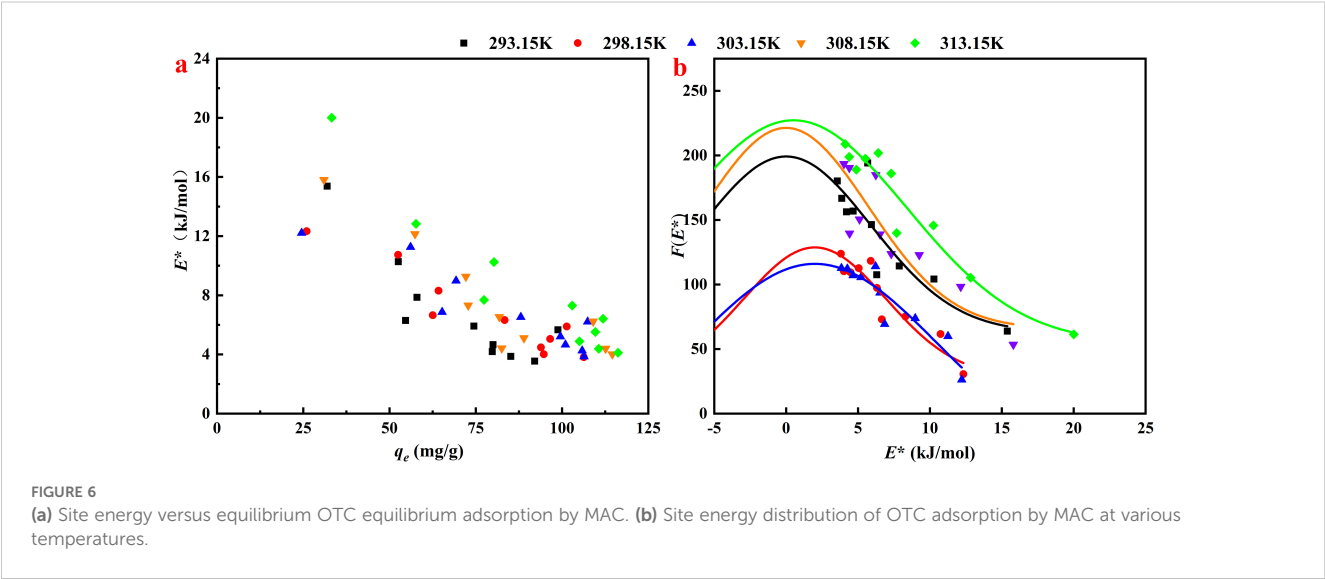 293.15K 298.15K 303.15K 308.15K 313.15K
a
24
20
16
12
8
4
0
E* (kJ/mol)
0 25 50 75 100 125
qe (mg/g)
b
250
200
150
100
50
0
F(E*)
-5 0 5 10 15 20 25
E* (kJ/mol)
FIGURE 6
(a) Site energy versus equilibrium OTC equilibrium adsorption by MAC. (b) Site energy distribution of OTC adsorption by MAC at various
temperatures.